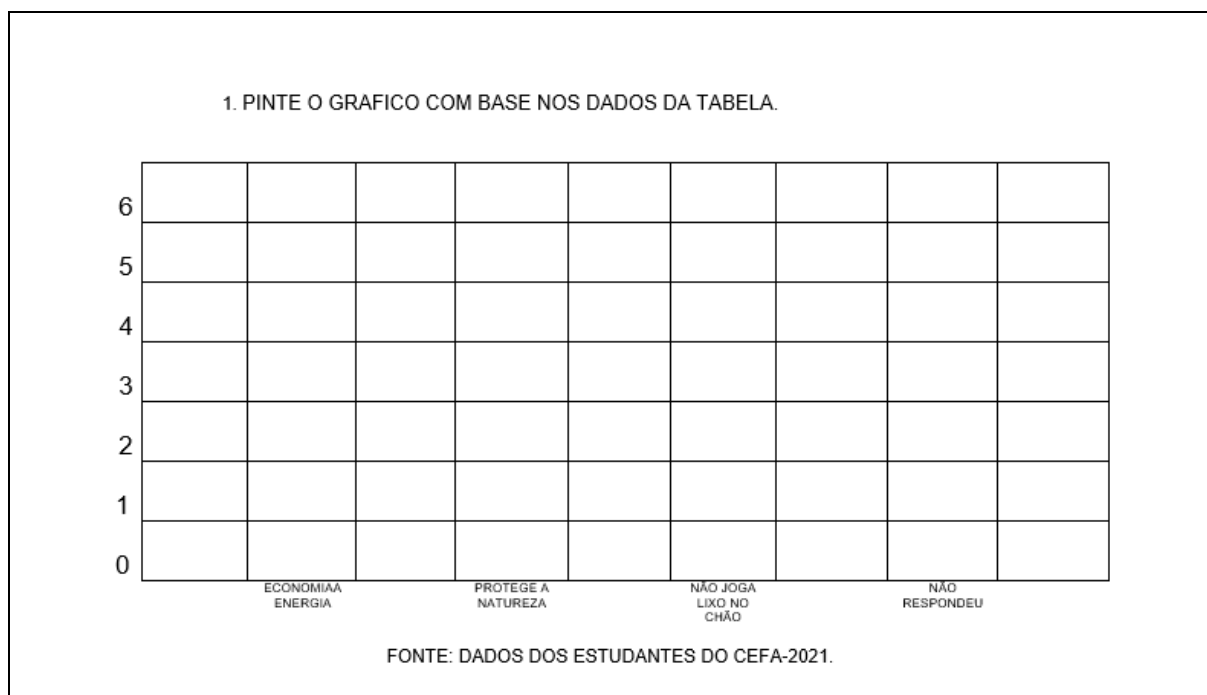 1. PINTE O GRAFICO COM BASE NOS DADOS DA TABELA.
6
5
4
3
2
1
0
ECONOMIAA
ENERGIA
PROTEGE A
NATUREZA
NÃO JOGA
LIXO NO
CHÃO
NÃO
RESPONDEU
FONTE: DADOS DOS ESTUDANTES DO CEFA-2021.